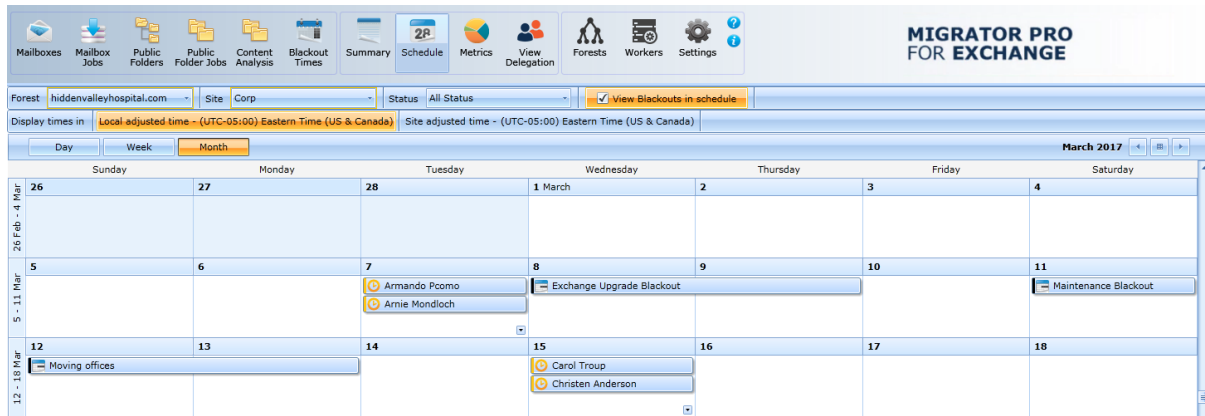 Mailboxes
Mailbox Jobs
Public Folders
Public Folder Jobs
Content Analysis
Blackout Times
Summary
28
Schedule
Metrics
View Delegation
Forests
Workers
Settings
MIGRATOR PRO
FOR EXCHANGE
Forest hiddenvalleyhospital.com Site Corp Status All Status View Blackouts in schedule
Display times in Local adjusted time - (UTC-05:00) Eastern Time (US & Canada) Site adjusted time - (UTC-05:00) Eastern Time (US & Canada)
Day Week Month March 2017
Sunday Monday Tuesday Wednesday Thursday Friday Saturday
26 Feb - 4 Mar
26 27 28 1 March 2 3 4
5 - 11 Mar
5 6 7 8 9 10 11
Armando Pcomo Exchange Upgrade Blackout Maintenance Blackout
Arnie Mondloch
12 - 18 Mar
12 13 14 15 16 17 18
Moving offices Carol Troup
Christen Anderson